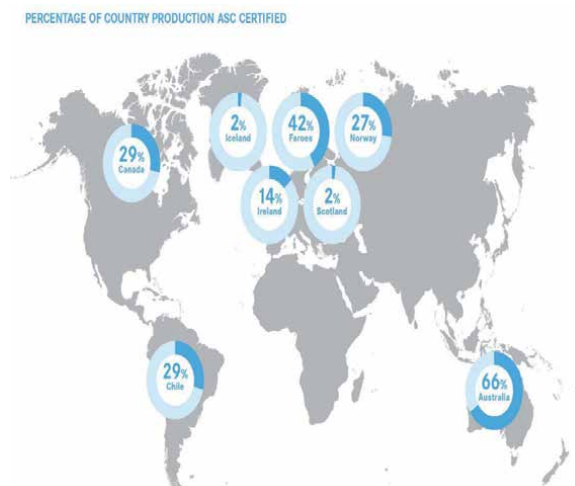 PERCENTAGE OF COUNTRY PRODUCTION ASC CERTIFIED
2%
Iceland
42%
Faroes
27%
Norway
29%
Canada
14%
Ireland
2%
Scotland
29%
Chile
66%
Australia